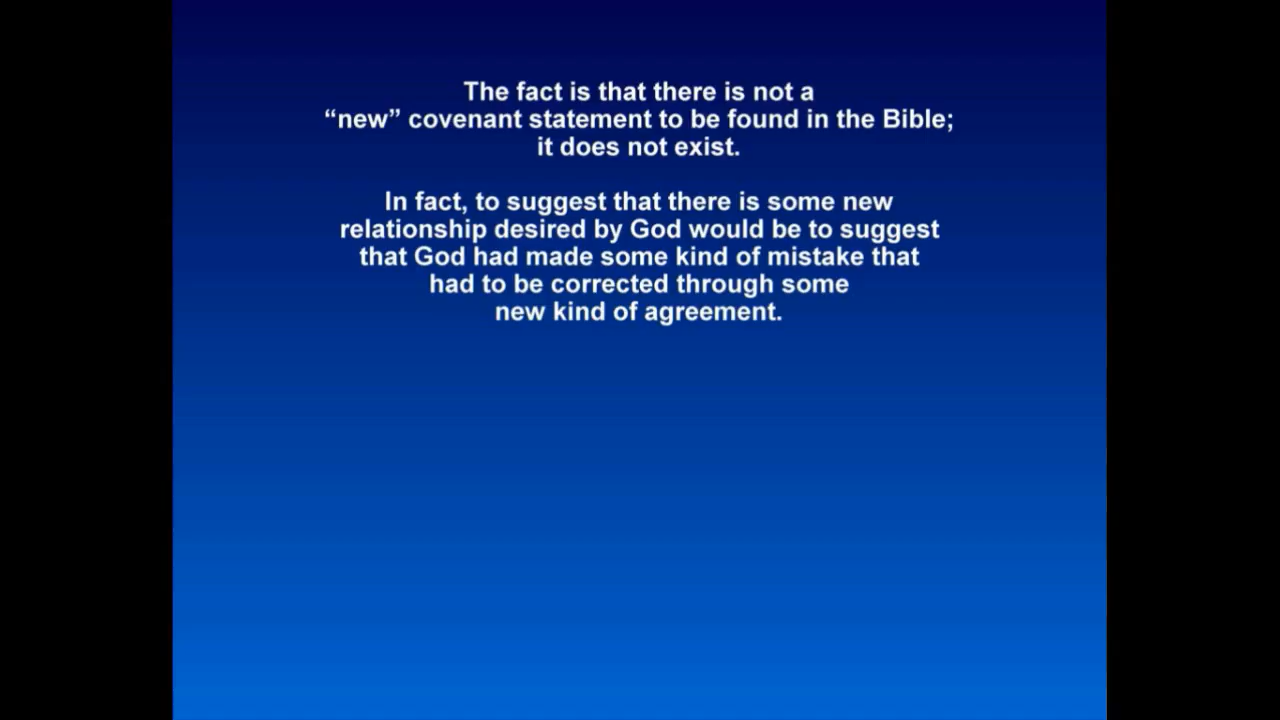 The fact is that there is not a
“new” covenant statement to be found in the Bible;
it does not exist.
In fact, to suggest that there is some new
relationship desired by God would be to suggest
that God had made some kind of mistake that
had to be corrected through some
new kind of agreement.